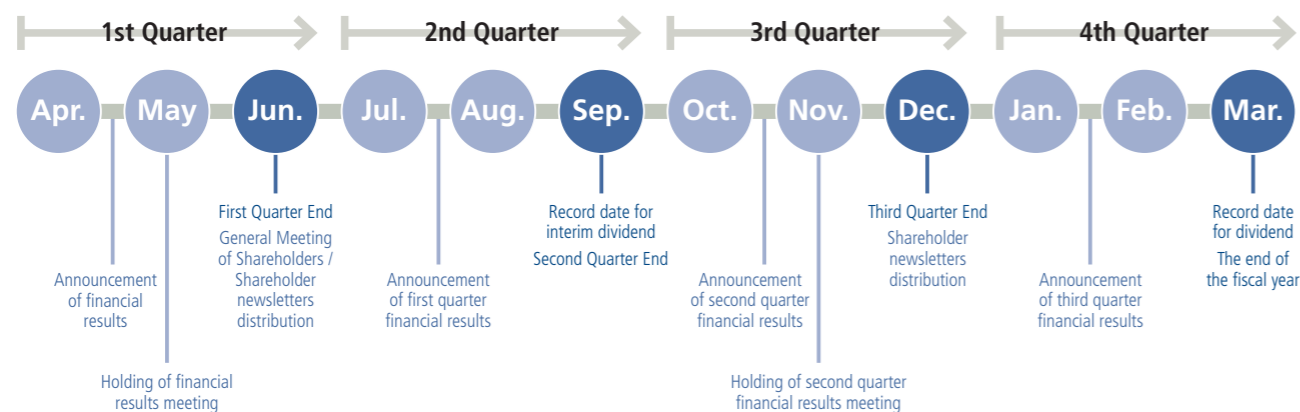 1st Quarter
2nd Quarter
3rd Quarter
4th Quarter
Apr.
May
Jun.
Jul.
Aug.
Sep.
Oct.
Nov.
Dec.
Jan.
Feb.
Mar.
Announcement
of financial
results
Holding of financial
results meeting
First Quarter End
General Meeting
of Shareholders /
Shareholder
newsletters
distribution
Announcement
of first quarter
financial results
Record date for
interim dividend
Second Quarter End
Announcement
of second quarter
financial results
Holding of second quarter
financial results meeting
Third Quarter End
Shareholder
newsletters
distribution
Announcement
of third quarter
financial results
Record date
for dividend
The end of
the fiscal year